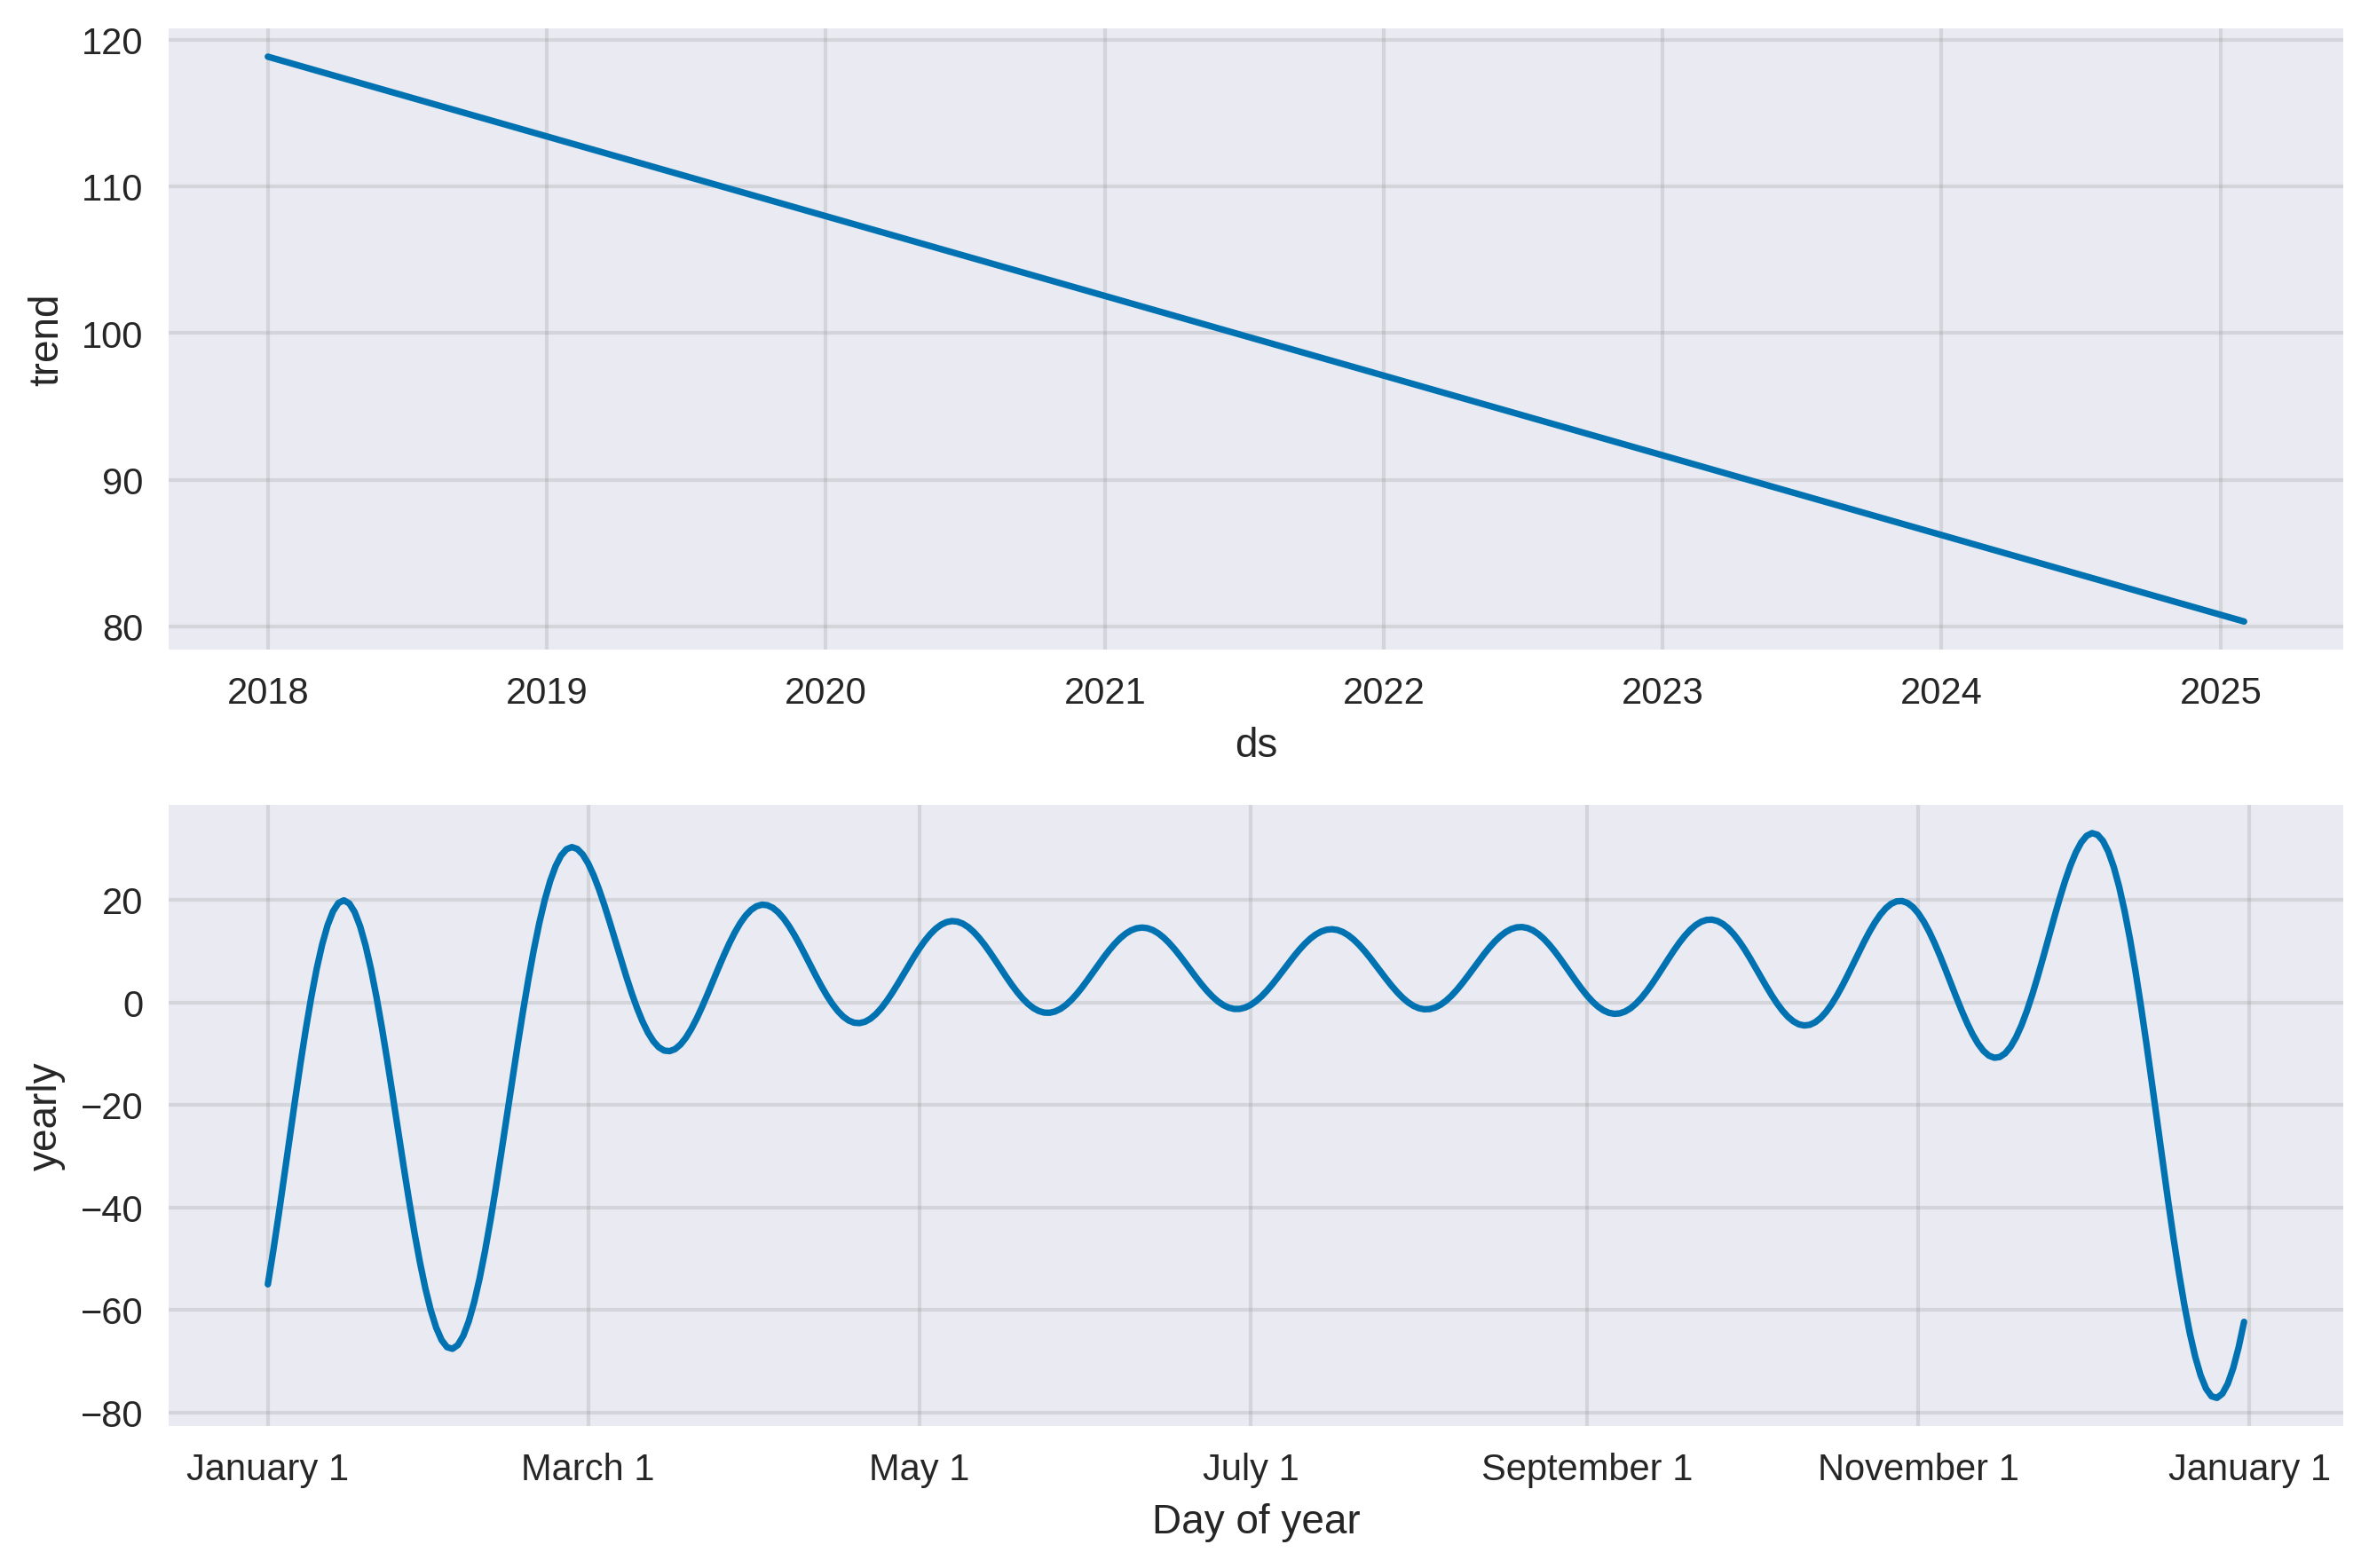 120
110
100
90
80
trend
2018 2019 2020 2021 2022 2023 2024 2025
ds
20
0
−20
−40
−60
−80
yearly
January 1 March 1 May 1 July 1 September 1 November 1 January 1
Day of year